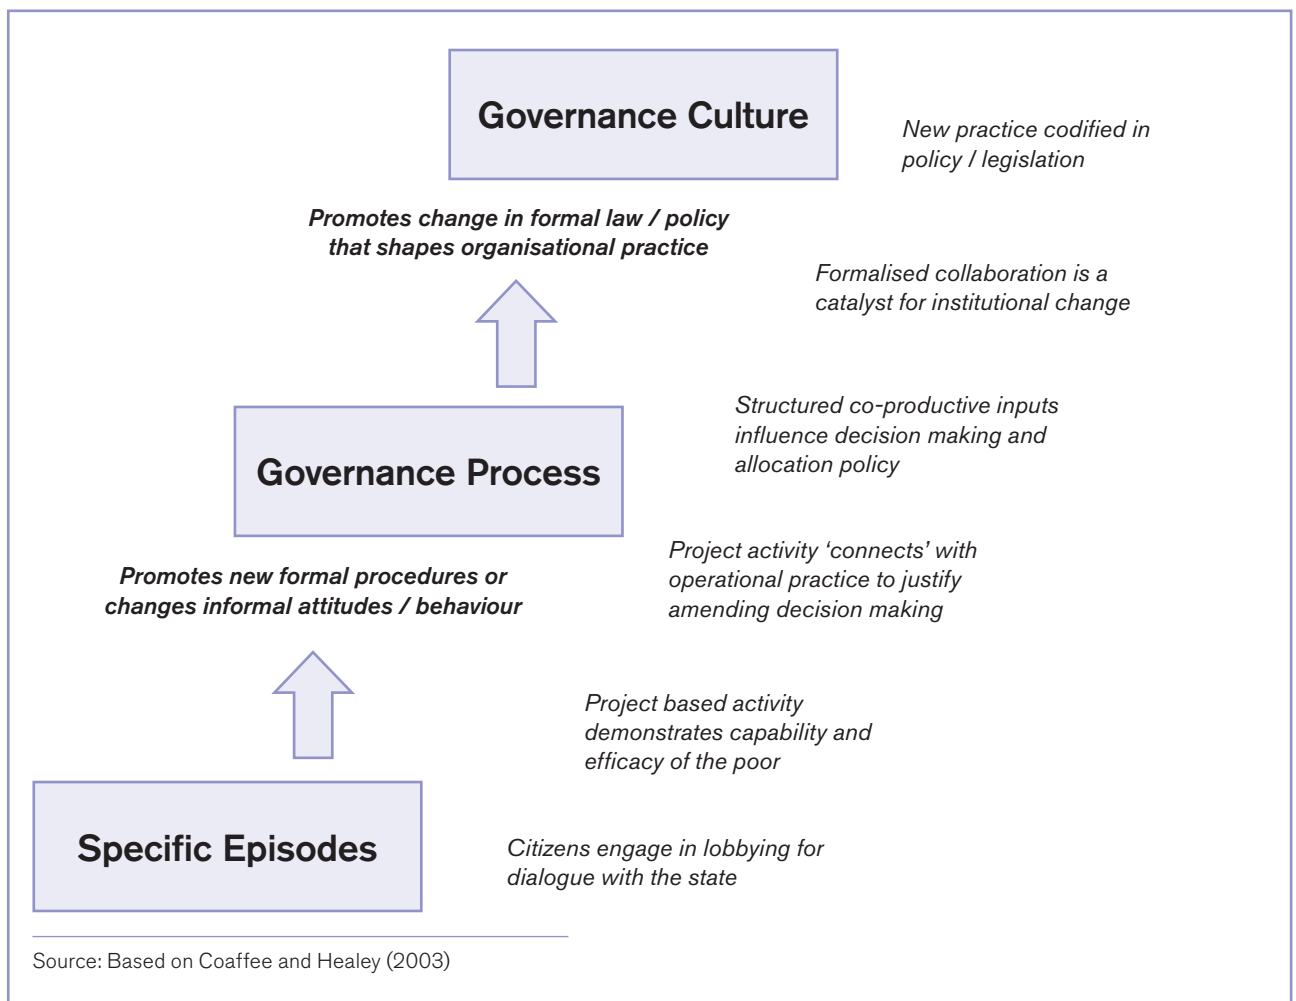 Governance Culture
New practice codified in
policy / legislation
Promotes change in formal law / policy
that shapes organisational practice
Formalised collaboration is a
catalyst for institutional change
Structured co-productive inputs
influence decision making and
allocation policy
Governance Process
Project activity ‘connects’ with
operational practice to justify
amending decision making
Promotes new formal procedures or
changes informal attitudes / behaviour
Project based activity
demonstrates capability and
efficacy of the poor
Specific Episodes
Citizens engage in lobbying for
dialogue with the state
Source: Based on Coaffee and Healey (2003)